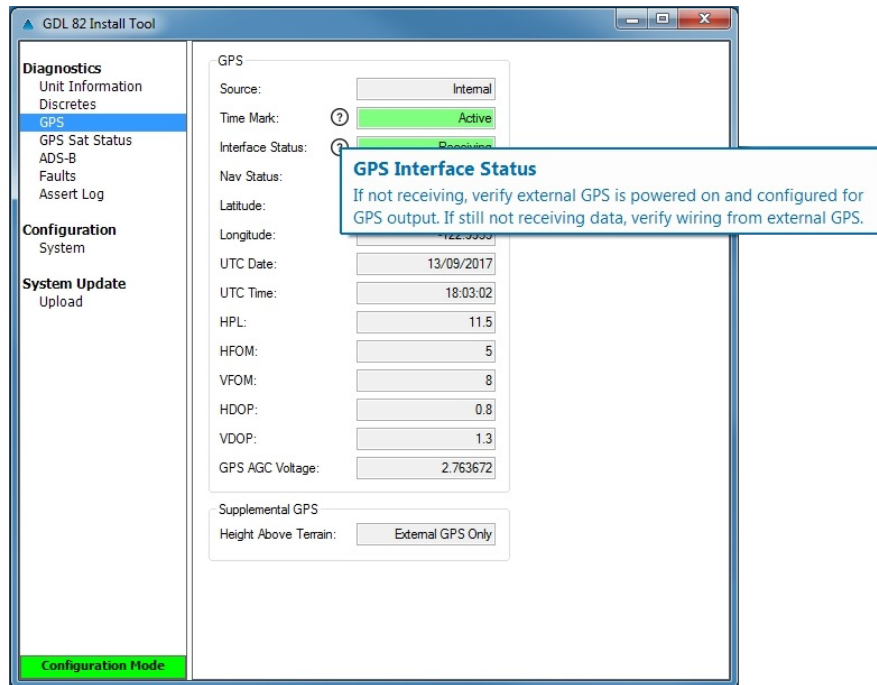 GDL 82 Install Tool
Diagnostics
Unit Information
Discretes
GPS
GPS Sat Status
ADS-B
Faults
Assert Log
Configuration
System
System Update
Upload
Configuration Mode
GPS
Source: Internal
Time Mark: ? Active
Interface Status: ? Receiving
GPS Interface Status
If not receiving, verify external GPS is powered on and configured for
GPS output. If still not receiving data, verify wiring from external GPS.
Nav Status:
Latitude:
Longitude:
UTC Date: 13/09/2017
UTC Time: 18:03:02
HPL: 11.5
HFOM: 5
VFOM: 8
HDOP: 0.8
VDOP: 1.3
GPS AGC Voltage: 2.763672
Supplemental GPS
Height Above Terrain: External GPS Only